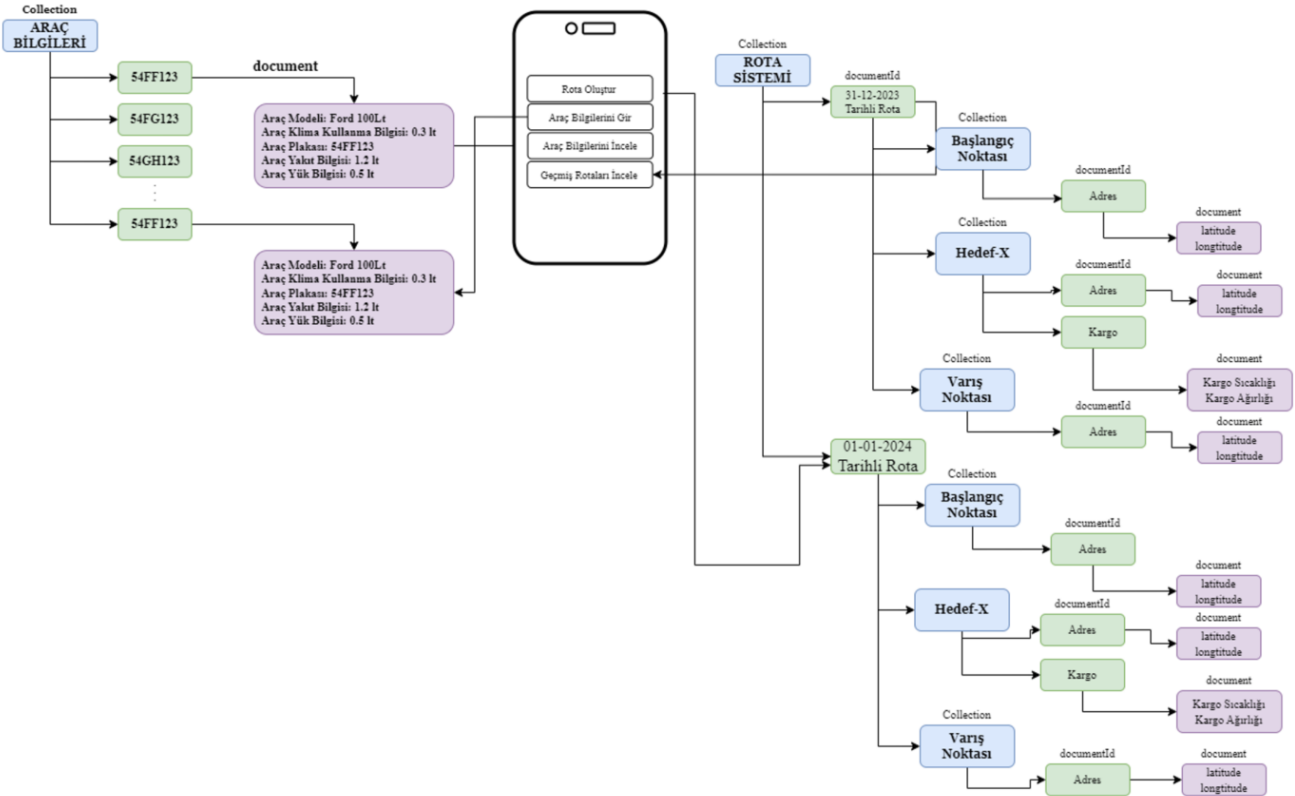 Collection
ARAÇ
BİLGİLERİ
54FF123
document
54FG123
54GH123
54FF123
Araç Modeli: Ford 100Lt
Araç Klima Kullanma Bilgisi: 0.3 lt
Araç Plakası: 54FF123
Araç Yakıt Bilgisi: 1.2 lt
Araç Yük Bilgisi: 0.5 lt
Araç Modeli: Ford 100Lt
Araç Klima Kullanma Bilgisi: 0.3 lt
Araç Plakası: 54FF123
Araç Yakıt Bilgisi: 1.2 lt
Araç Yük Bilgisi: 0.5 lt
Rota Oluştur
Araç Bilgilerini Gir
Araç Bilgilerini İncele
Geçmiş Rotaları İncele
Collection
ROTA
SİSTEMİ
documentId
31-12-2023
Tarihli Rota
Collection
Başlangıç
Noktası
documentId
Adres
document
latitude
longtitude
Collection
Hedef-X
documentId
Adres
document
latitude
longtitude
Kargo
document
Kargo Sıcaklığı
Kargo Ağırlığı
Collection
Varış
Noktası
documentId
Adres
document
latitude
longtitude
01-01-2024
Tarihli Rota
Collection
Başlangıç
Noktası
documentId
Adres
document
latitude
longtitude
Hedef-X
documentId
Adres
document
latitude
longtitude
Kargo
document
Kargo Sıcaklığı
Kargo Ağırlığı
Collection
Varış
Noktası
documentId
Adres
document
latitude
longtitude